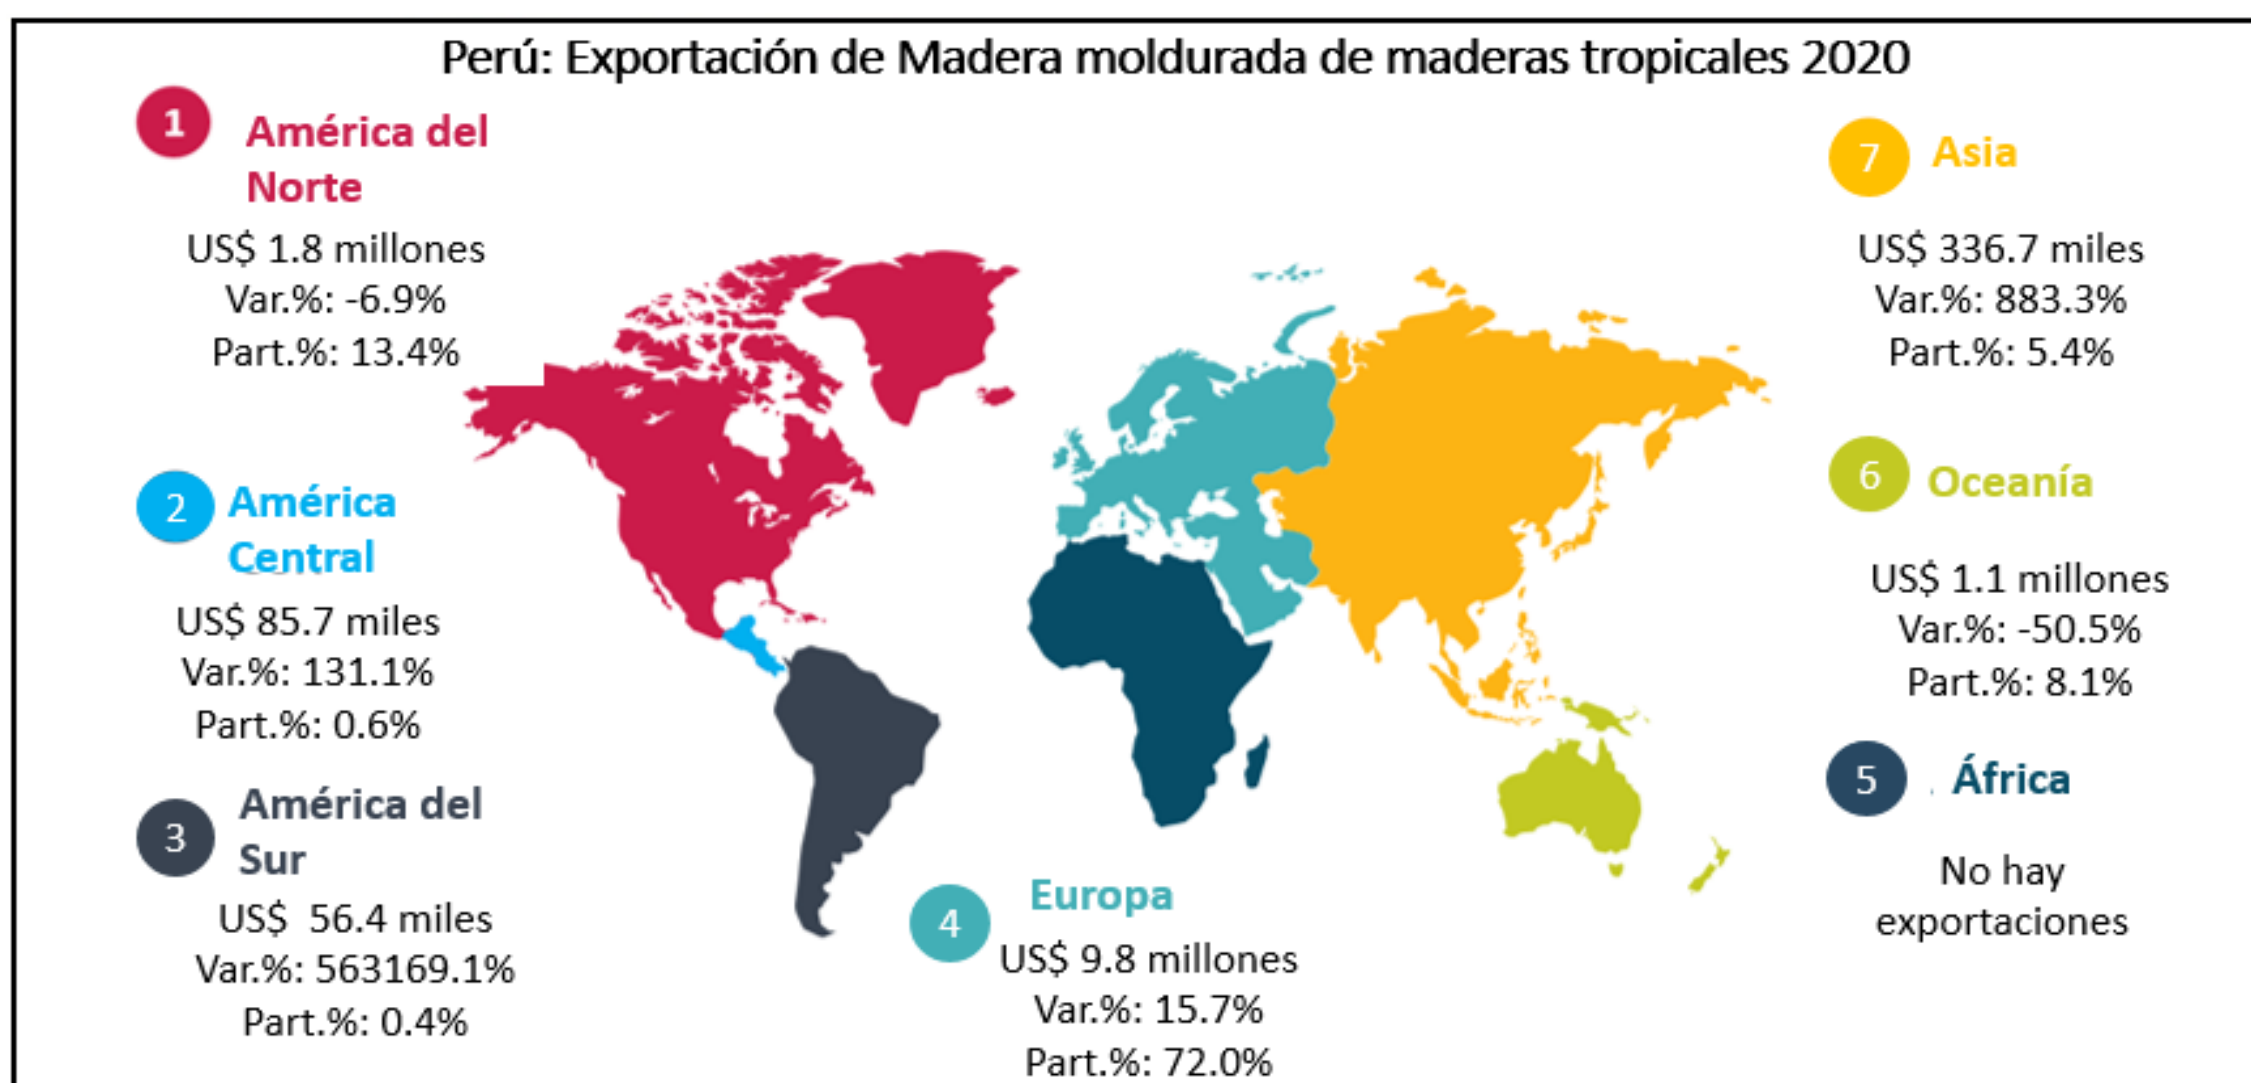 Perú: Exportación de Madera moldurada de maderas tropicales 2020
1
América del
Norte
US$ 1.8 millones
Var.%: -6.9%
Part.%: 13.4%
2
América
Central
US$ 85.7 miles
Var.%: 131.1%
Part.%: 0.6%
3
América del
Sur
US$ 56.4 miles
Var.%: 563169.1%
Part.%: 0.4%
4
Europa
US$ 9.8 millones
Var.%: 15.7%
Part.%: 72.0%
7
Asia
US$ 336.7 miles
Var.%: 883.3%
Part.%: 5.4%
6
Oceanía
US$ 1.1 millones
Var.%: -50.5%
Part.%: 8.1%
5
África
No hay
exportaciones